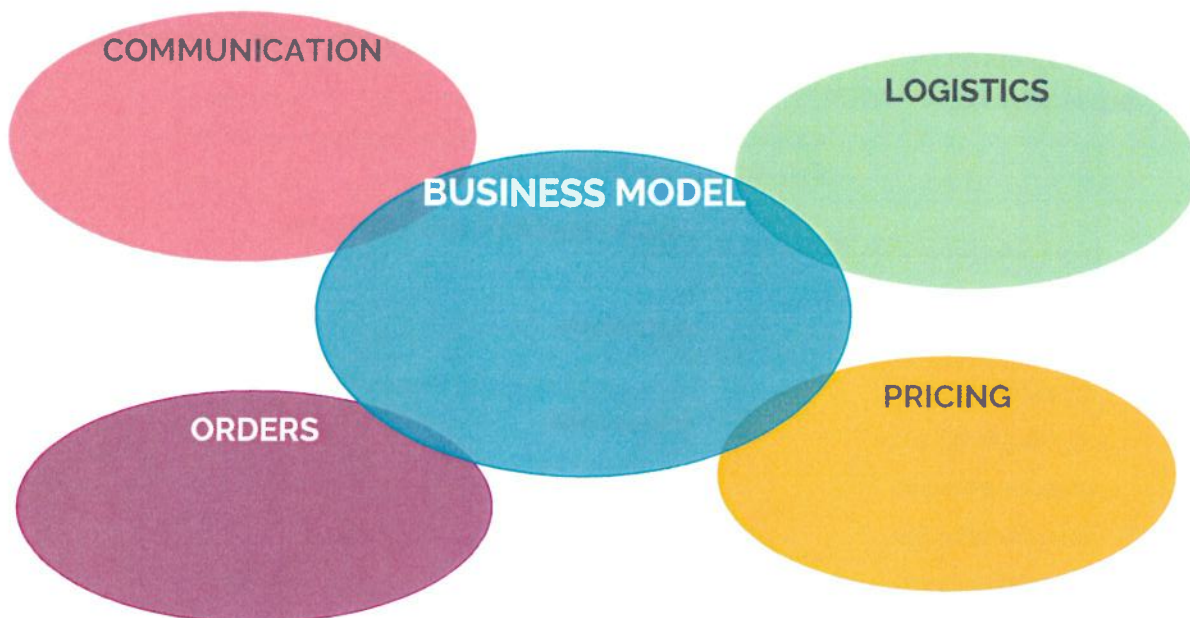 COMMUNICATION
LOGISTICS
BUSINESS MODEL
PRICING
ORDERS